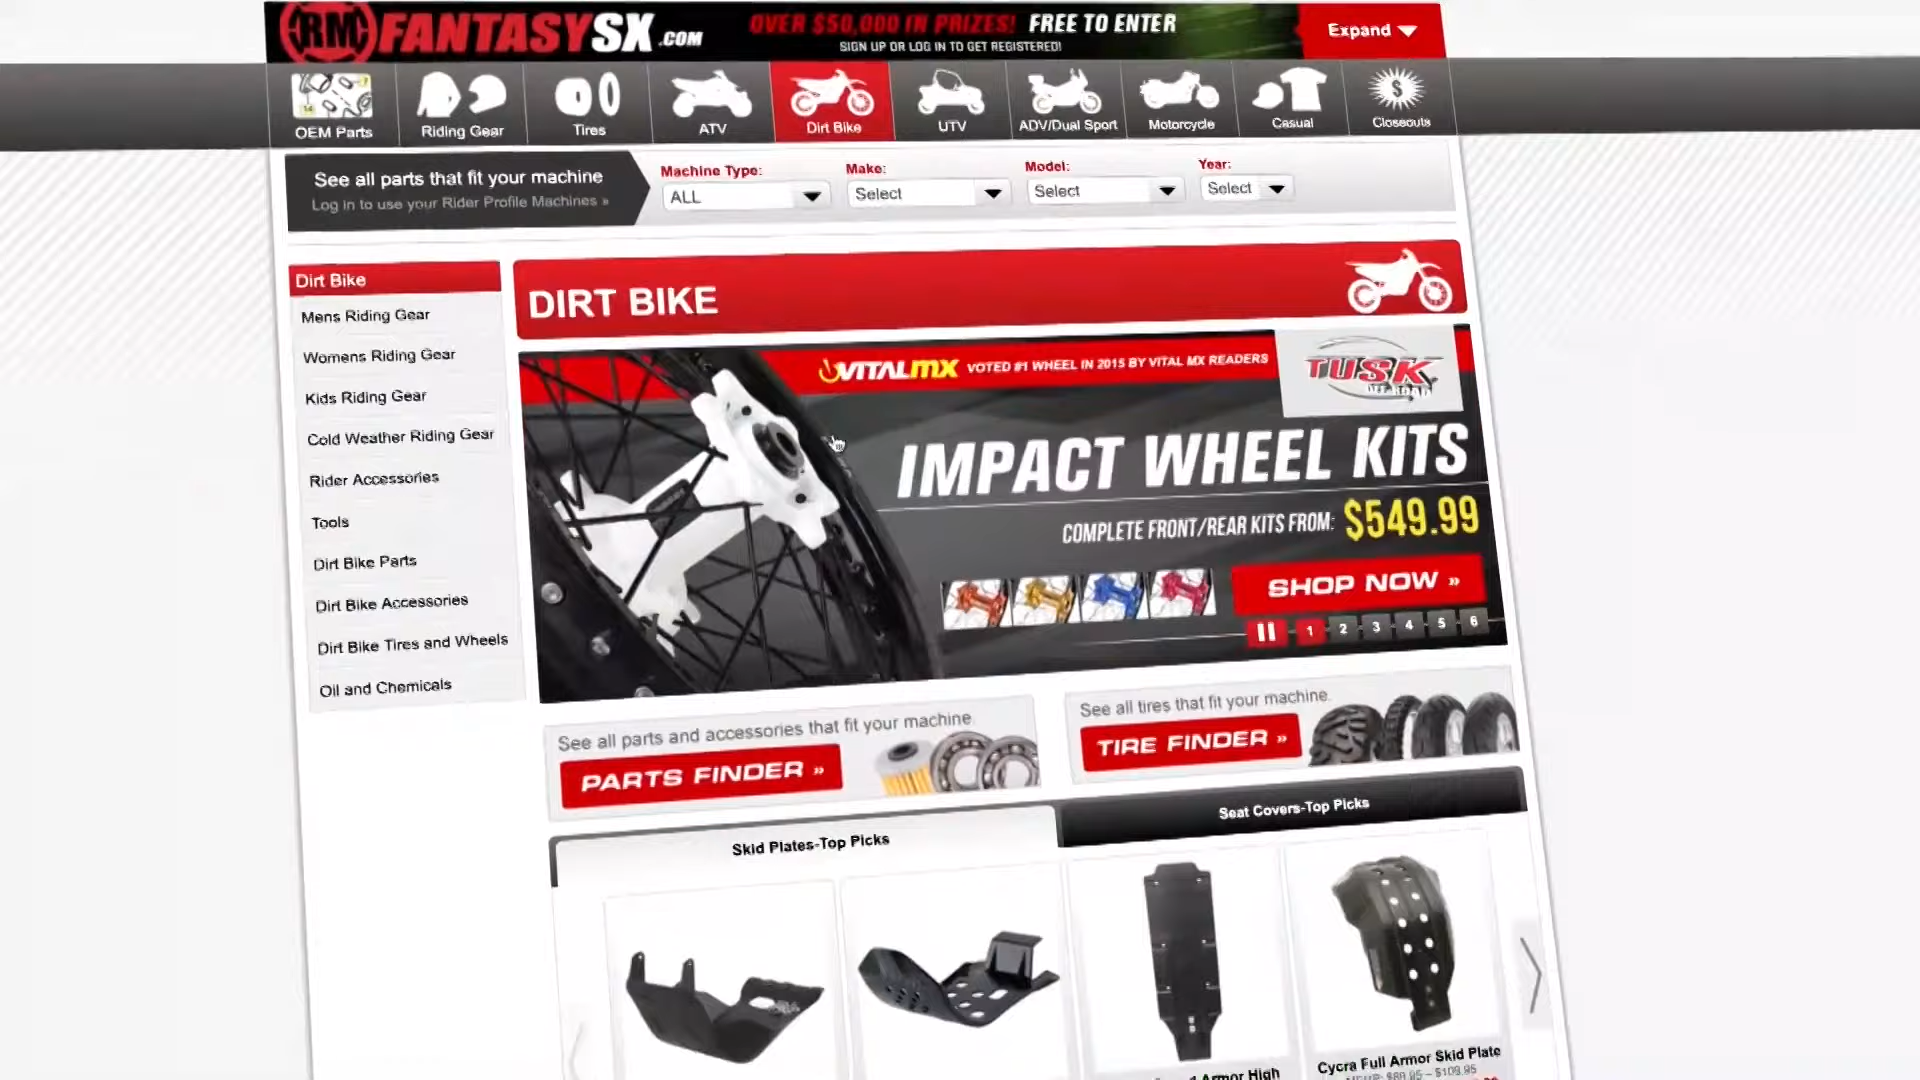 RM FANTASYSX.COM
OVER $50,000 IN PRIZES! FREE TO ENTER
SIGN UP OR LOG IN TO GET REGISTERED!
Expand
OEM Parts
Riding Gear
Tires
ATV
Dirt Bike
UTV
ADV/Dual Sport
Motorcycle
Casual
Closeouts
See all parts that fit your machine
Log in to use your Rider Profile Machines »
Machine Type:
ALL
Make:
Select
Model:
Select
Year:
Select
Dirt Bike
Mens Riding Gear
Womens Riding Gear
Kids Riding Gear
Cold Weather Riding Gear
Rider Accessories
Tools
Dirt Bike Parts
Dirt Bike Accessories
Dirt Bike Tires and Wheels
Oil and Chemicals
DIRT BIKE
VITALMX VOTED #1 WHEEL IN 2015 BY VITAL MX READERS
TUSK
OFF-ROAD
IMPACT WHEEL KITS
COMPLETE FRONT/REAR KITS FROM: $549.99
SHOP NOW »
1 2 3 4 5 6
See all parts and accessories that fit your machine.
PARTS FINDER »
See all tires that fit your machine.
TIRE FINDER »
Skid Plates-Top Picks
Seat Covers-Top Picks
Armor High
Cycra Full Armor Skid Plate
$89.95 – $109.95